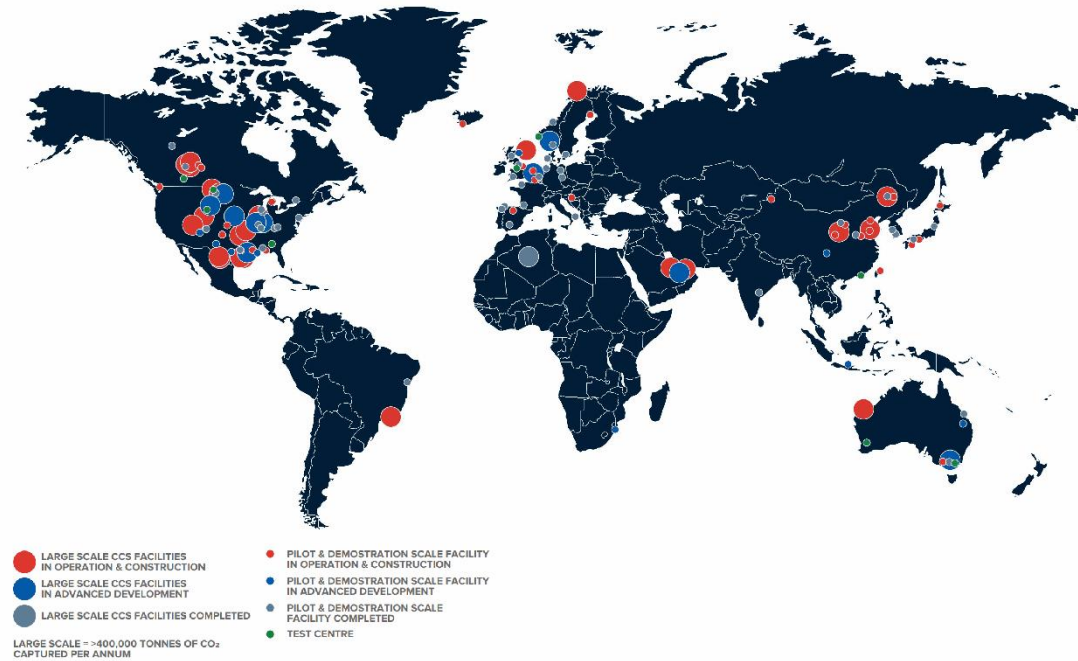 LARGE SCALE CCS FACILITIES
IN OPERATION & CONSTRUCTION
LARGE SCALE CCS FACILITIES
IN ADVANCED DEVELOPMENT
LARGE SCALE CCS FACILITIES COMPLETED
LARGE SCALE = >400,000 TONNES OF CO₂
CAPTURED PER ANNUM
PILOT & DEMOSTRATION SCALE FACILITY
IN OPERATION & CONSTRUCTION
PILOT & DEMOSTRATION SCALE FACILITY
IN ADVANCED DEVELOPMENT
PILOT & DEMOSTRATION SCALE
FACILITY COMPLETED
TEST CENTRE